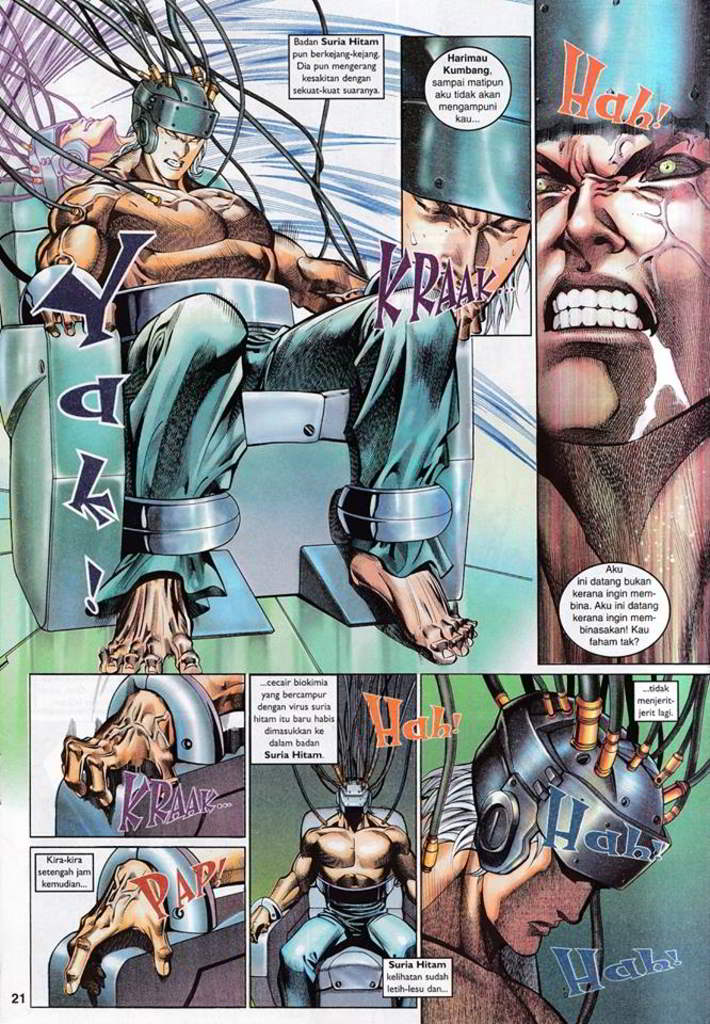 Badan Suria Hitam
pun berkejang-kejang.
Dia pun mengerang
kesakitan dengan
sekuat-kuat suaranya.
Harimau
Kumbang,
sampai matipun
aku tidak akan
mengampuni
kau...
Hah!
Yak!
KRAAK...
Aku
ini datang bukan
kerana ingin mem-
bina. Aku ini datang
kerana ingin mem-
binasakan! Kau
faham tak?
KRAAK...
Kira-kira
setengah jam
kemudian...
PAP!
...cecair biokimia
yang bercampur
dengan virus suria
hitam itu baru habis
dimasukkan ke
dalam badan
Suria Hitam.
Hah!
Suria Hitam
kelihatan sudah
letih-lesu dan...
...tidak
menjerit-
jerit lagi.
Hah!
Hah!
21